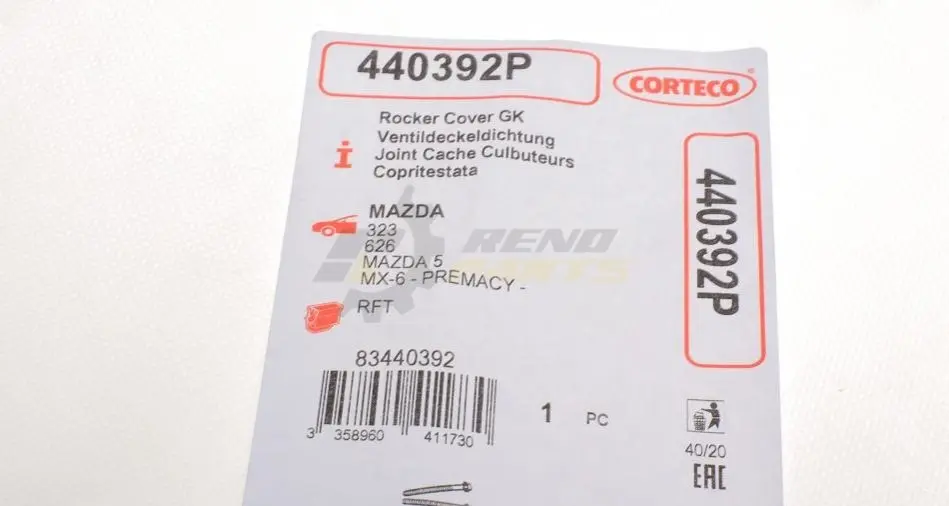 440392P
CORTECO
Rocker Cover GK
Ventildeckeldichtung
Joint Cache Culbuteurs
Copritestata
440392P
MAZDA
323
626
MAZDA 5
MX-6 - PREMACY -
RENO
PARTS
RFT
83440392
3 358960 411730
1 PC
40/20
EAC